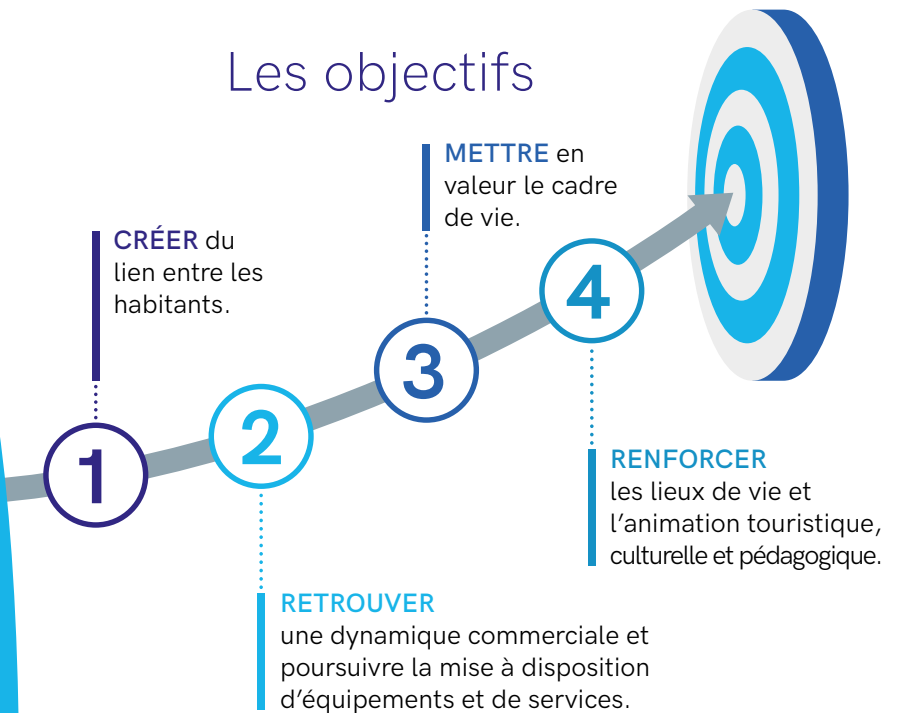 Les objectifs
1
CRÉER du
lien entre les
habitants.
2
RETROUVER
une dynamique commerciale et
poursuivre la mise à disposition
d’équipements et de services.
3
METTRE en
valeur le cadre
de vie.
4
RENFORCER
les lieux de vie et
l’animation touristique,
culturelle et pédagogique.